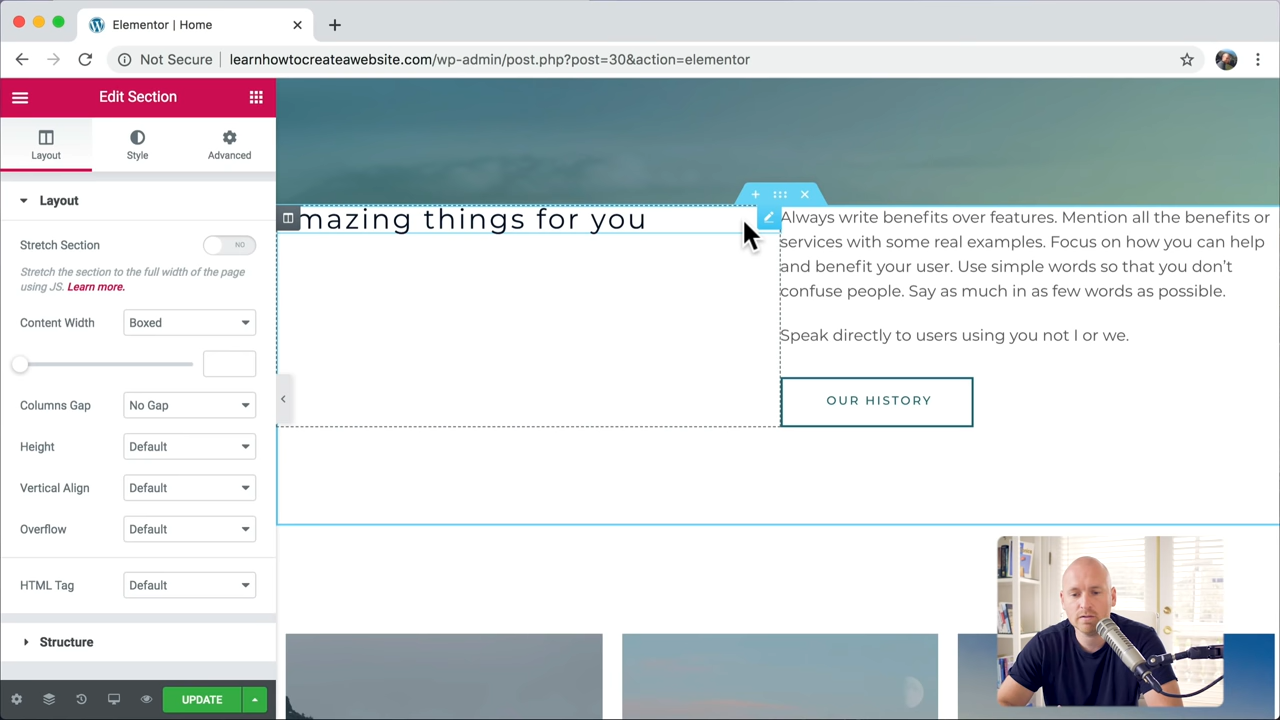 Elementor | Home
Not Secure
learnhowtocreateawebsite.com/wp-admin/post.php?post=30&action=elementor
Edit Section
Layout
Style
Advanced
Layout
Stretch Section
NO
Stretch the section to the full width of the page
using JS. Learn more.
Content Width
Boxed
Columns Gap
No Gap
Height
Default
Vertical Align
Default
Overflow
Default
HTML Tag
Default
Structure
UPDATE
mazing things for you
Always write benefits over features. Mention all the benefits or
services with some real examples. Focus on how you can help
and benefit your user. Use simple words so that you don't
confuse people. Say as much in as few words as possible.
Speak directly to users using you not I or we.
OUR HISTORY